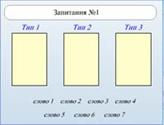 Запитання №1
Тип 1 Тип 2 Тип 3
слово 1 слово 2 слово 3 слово 4
слово 5 слово 6 слово 7